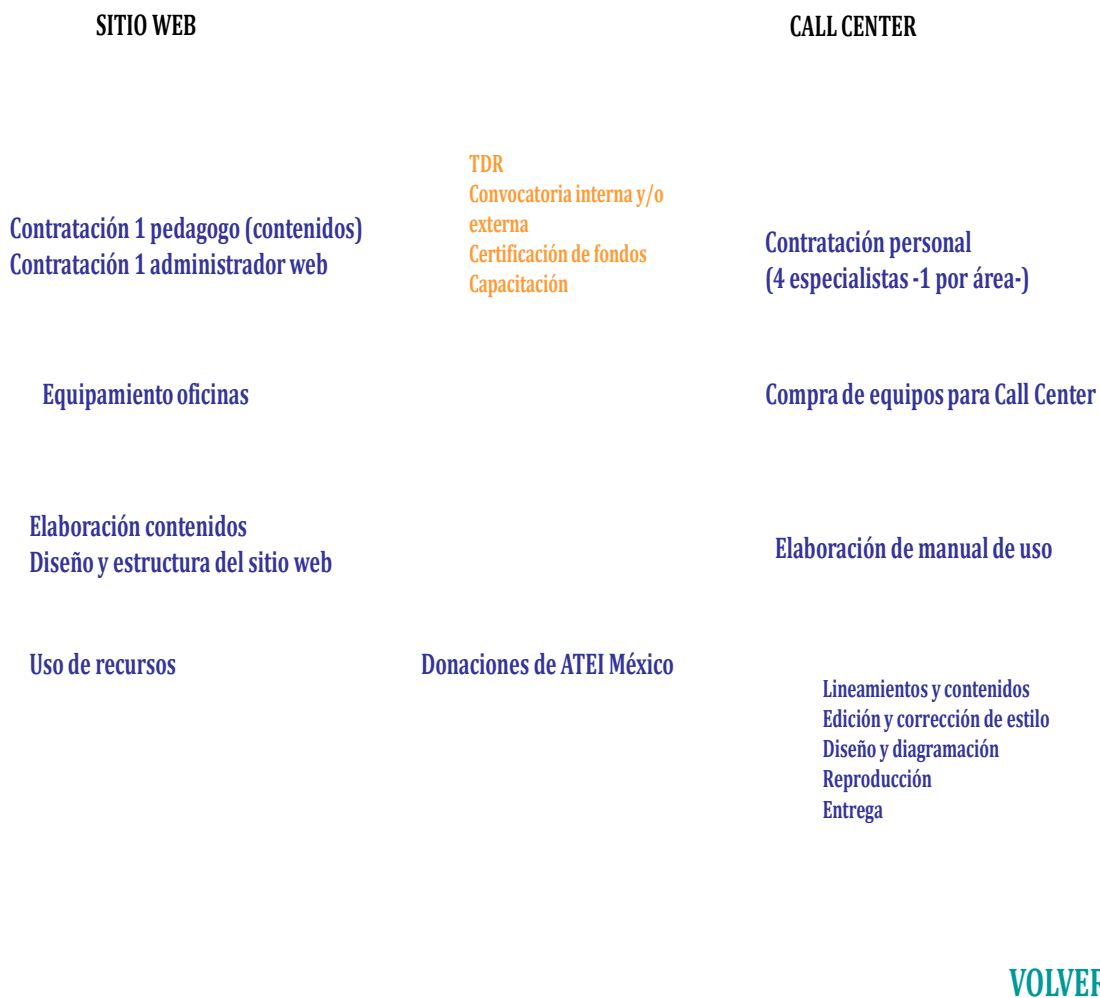 SITIO WEB
CALL CENTER
TDR
Convocatoria interna y/o
externa
Certificación de fondos
Capacitación
Contratación 1 pedagogo (contenidos)
Contratación 1 administrador web
Contratación personal
(4 especialistas -1 por área-)
Equipamiento oficinas
Compra de equipos para Call Center
Elaboración contenidos
Diseño y estructura del sitio web
Elaboración de manual de uso
Uso de recursos
Donaciones de ATEI México
Lineamientos y contenidos
Edición y corrección de estilo
Diseño y diagramación
Reproducción
Entrega
VOLVER